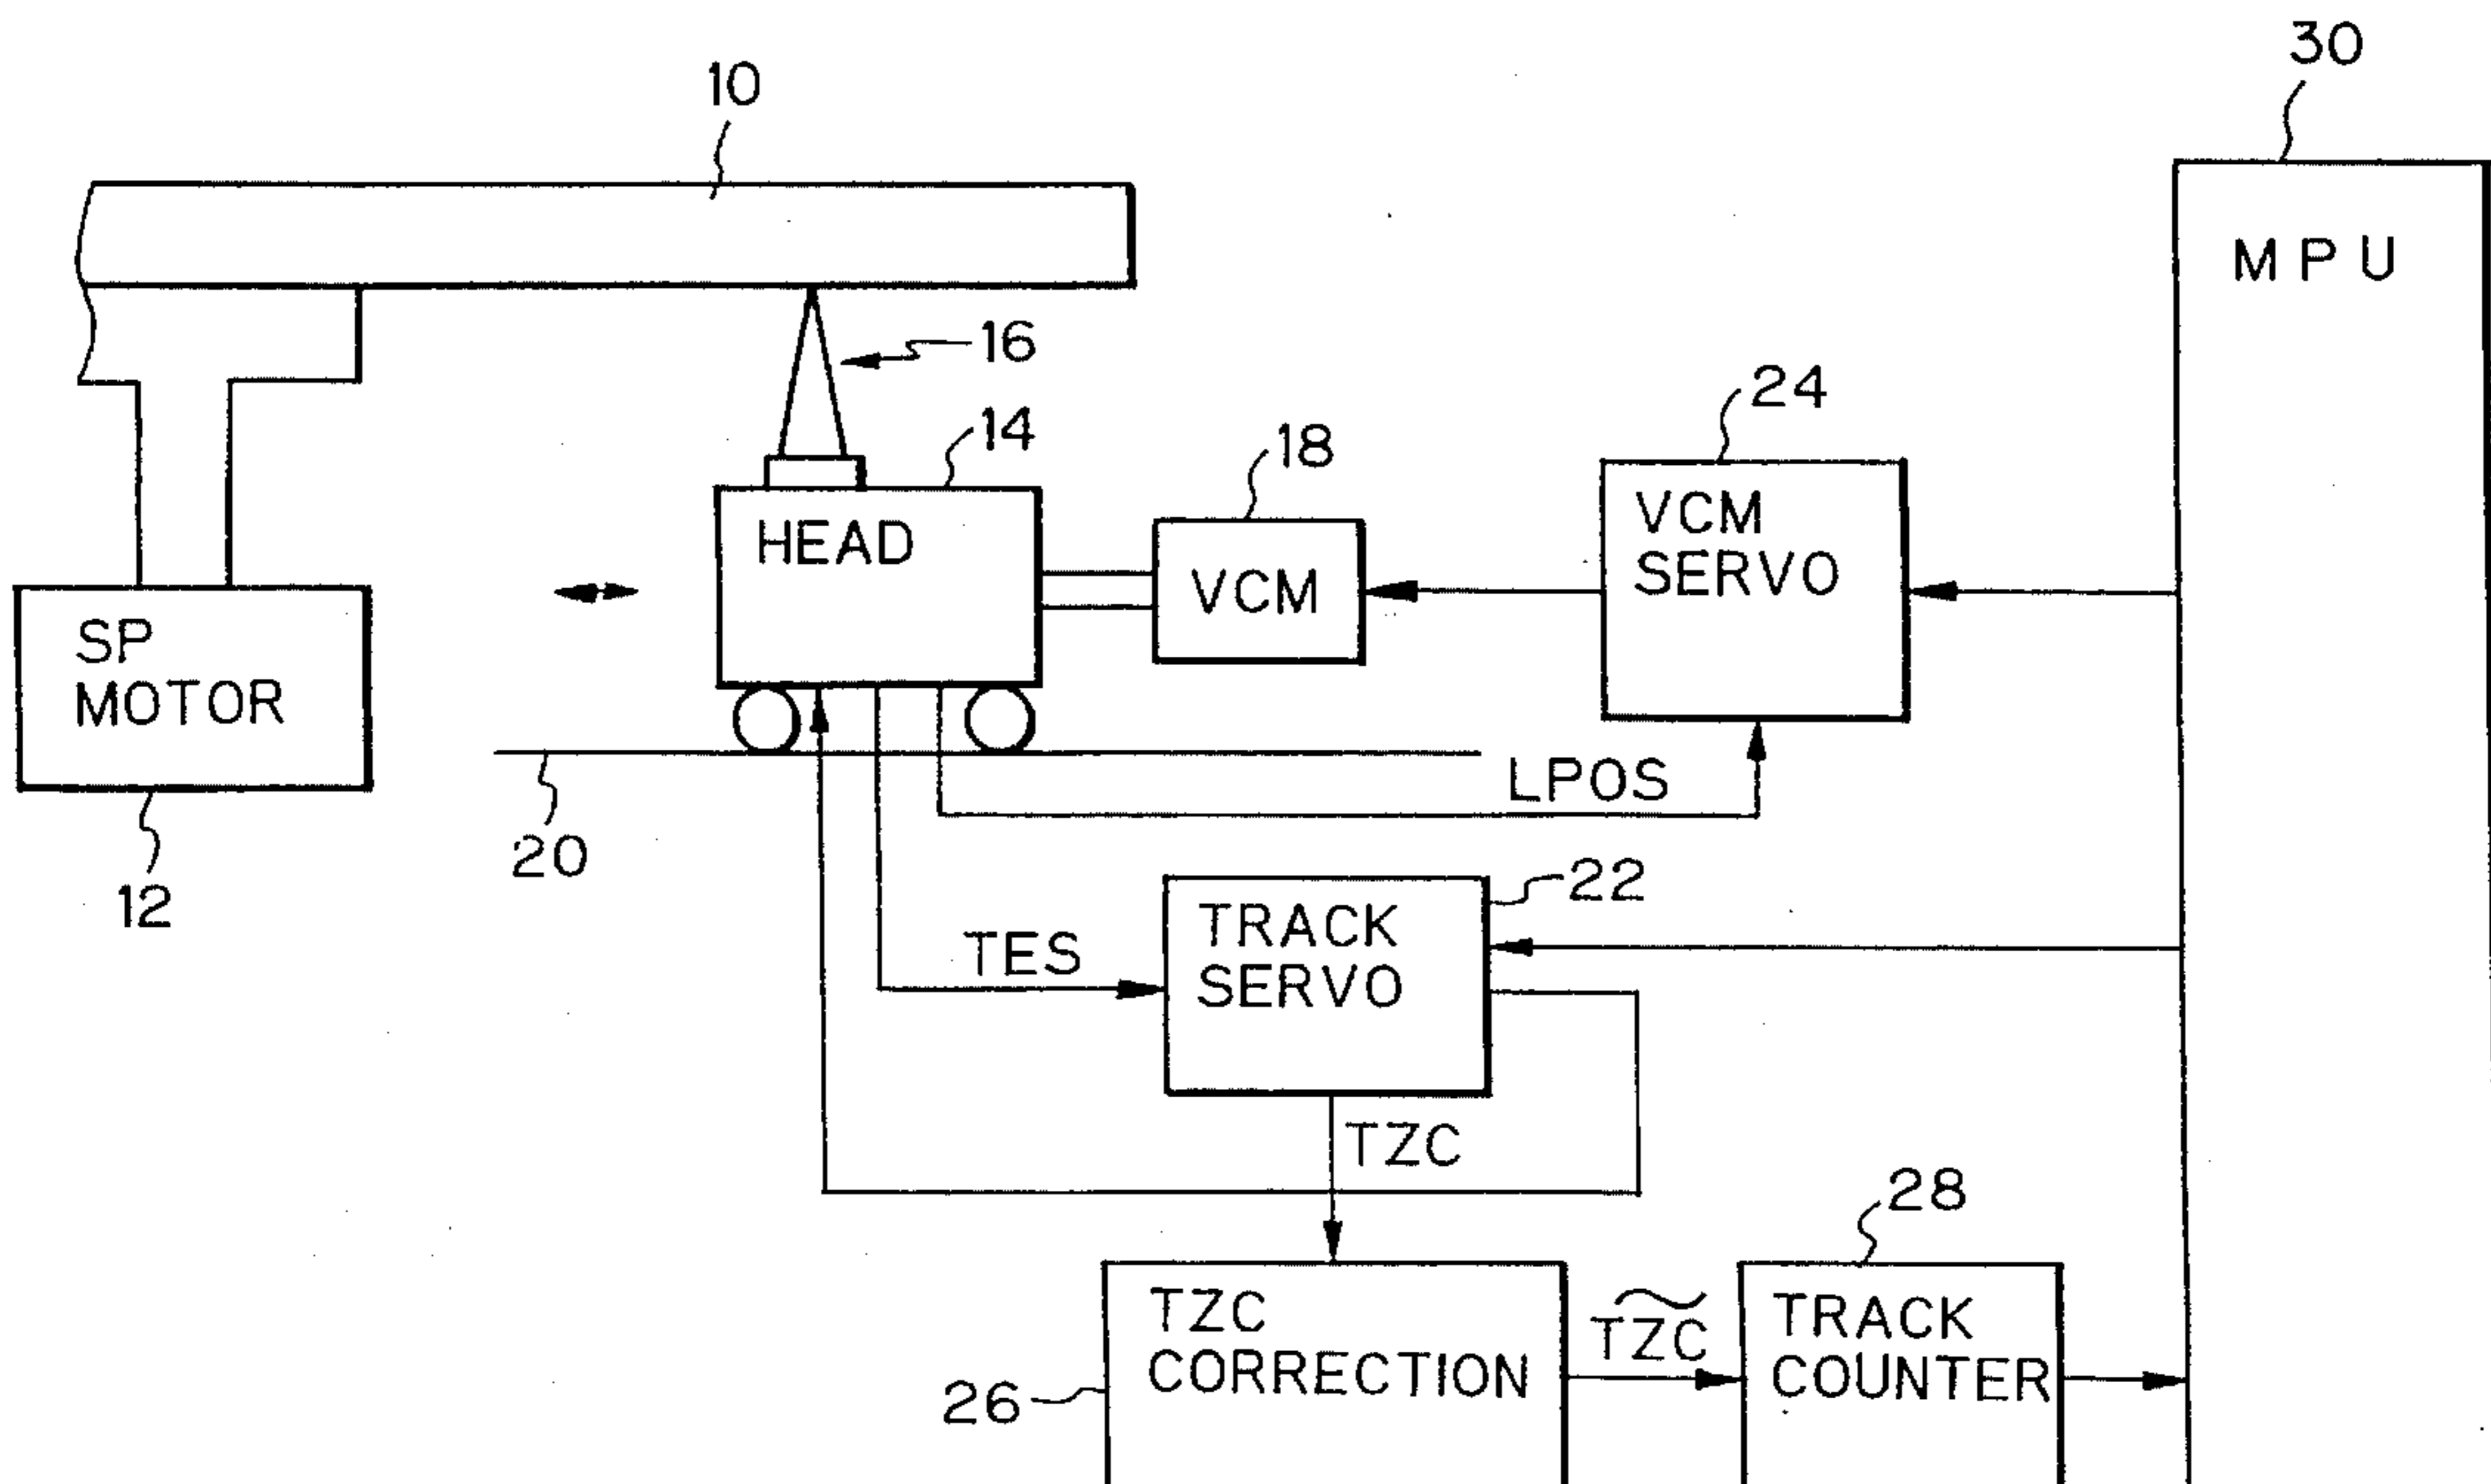 30
10
MPU
16
24
14
18
VCM
SERVO
HEAD
VCM
SP
MOTOR
LPOS
20
22
12
TRACK
SERVO
TES
TZC
28
TZC
CORRECTION
T͠Z͠C
TRACK
COUNTER
26